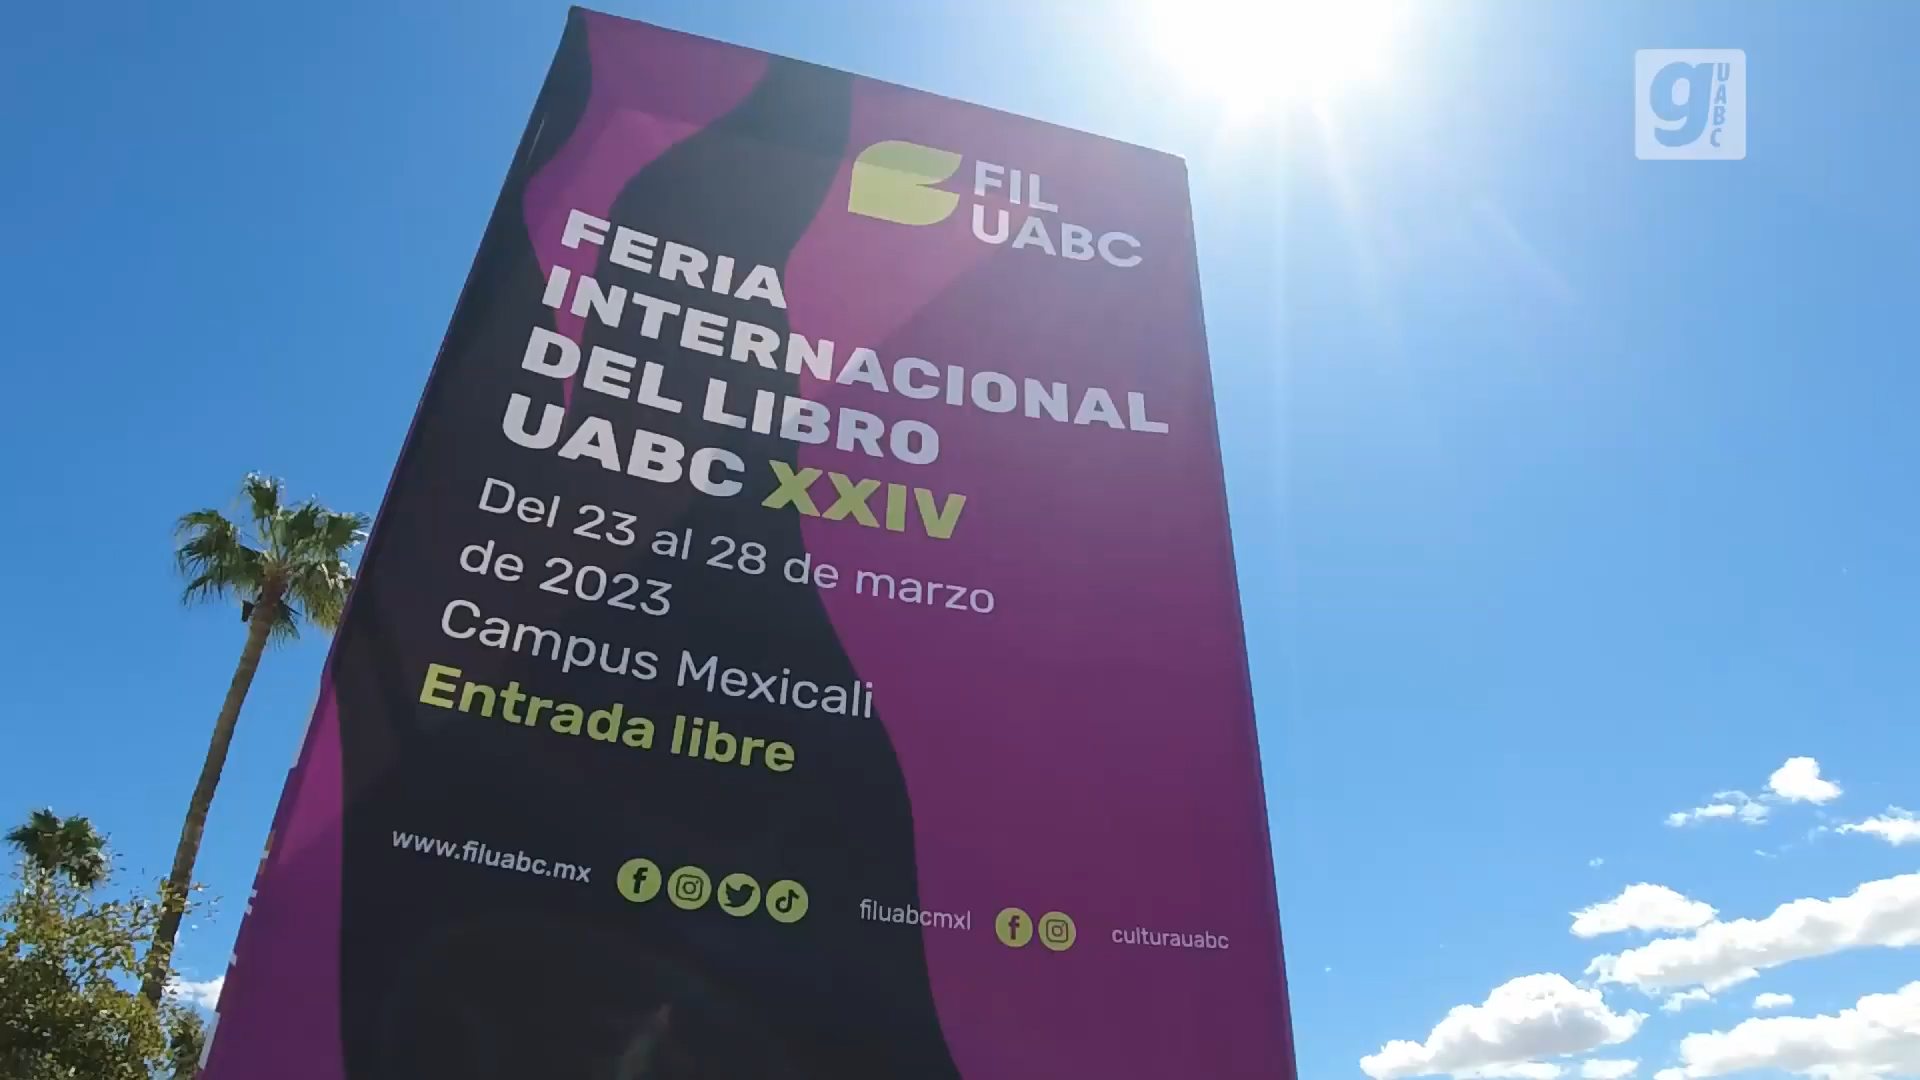 FIL
UABC
FERIA
INTERNACIONAL
DEL LIBRO
UABC XXIV
Del 23 al 28 de marzo
de 2023
Campus Mexicali
Entrada libre
www.filuabc.mx
filuabcmxl
culturauabc
g UABC